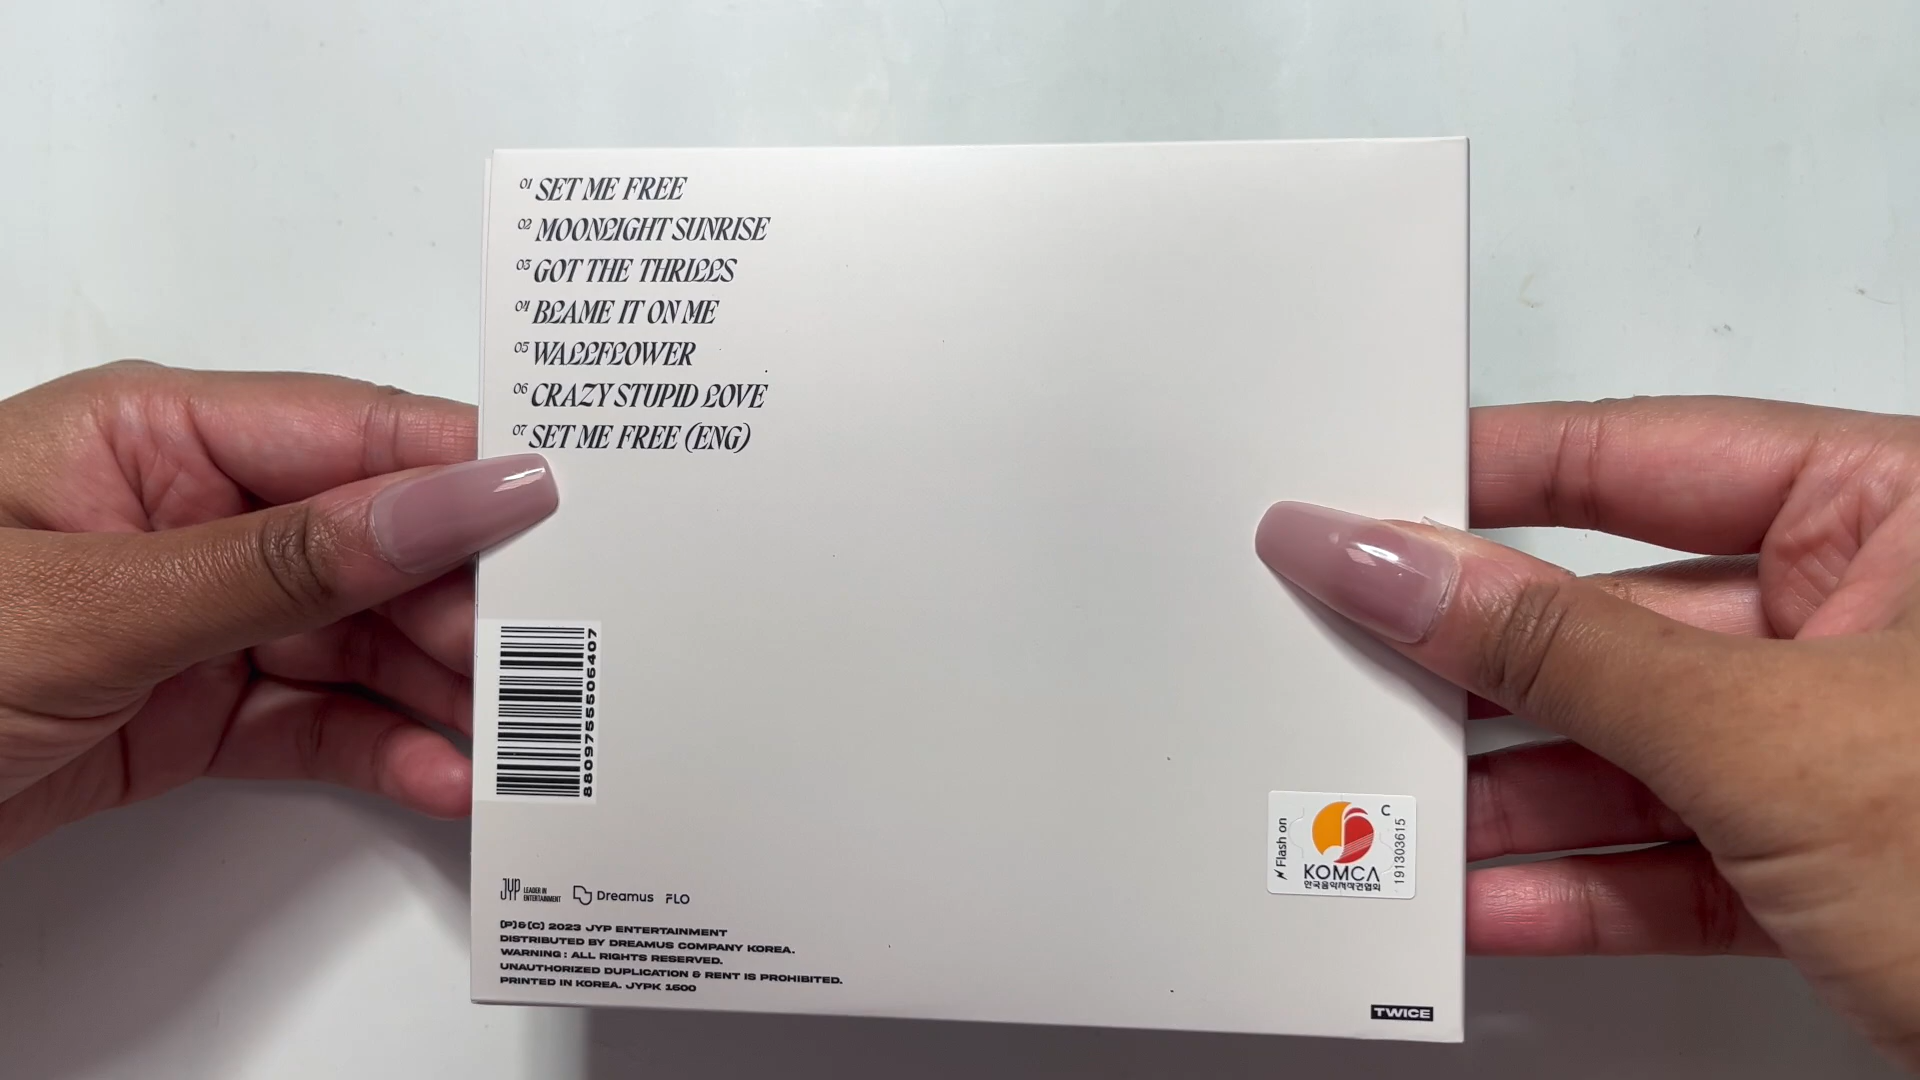 01 SET ME FREE
02 MOONLIGHT SUNRISE
03 GOT THE THRILLS
04 BLAME IT ON ME
05 WALLFLOWER
06 CRAZY STUPID LOVE
07 SET ME FREE (ENG)
8809755506407
JYP LEADER IN
ENTERTAINMENT
Dreamus
FLO
(P)&(C) 2023 JYP ENTERTAINMENT
DISTRIBUTED BY DREAMUS COMPANY KOREA.
WARNING : ALL RIGHTS RESERVED.
UNAUTHORIZED DUPLICATION & RENT IS PROHIBITED.
PRINTED IN KOREA. JYPK 1600
Flash on
C
KOMCA
한국음악저작권협회
191303615
TWICE